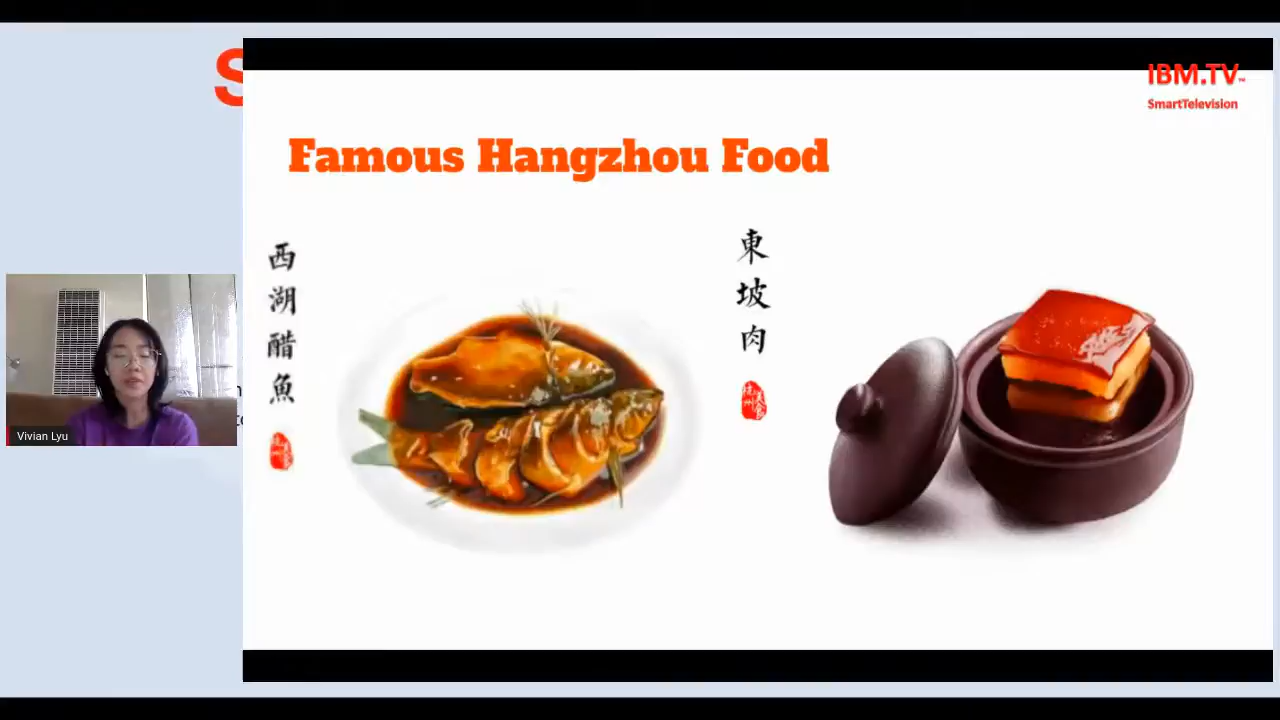 IBM.TV
SmartTelevision
Famous Hangzhou Food
西湖醋魚
東坡肉
Vivian Lyu